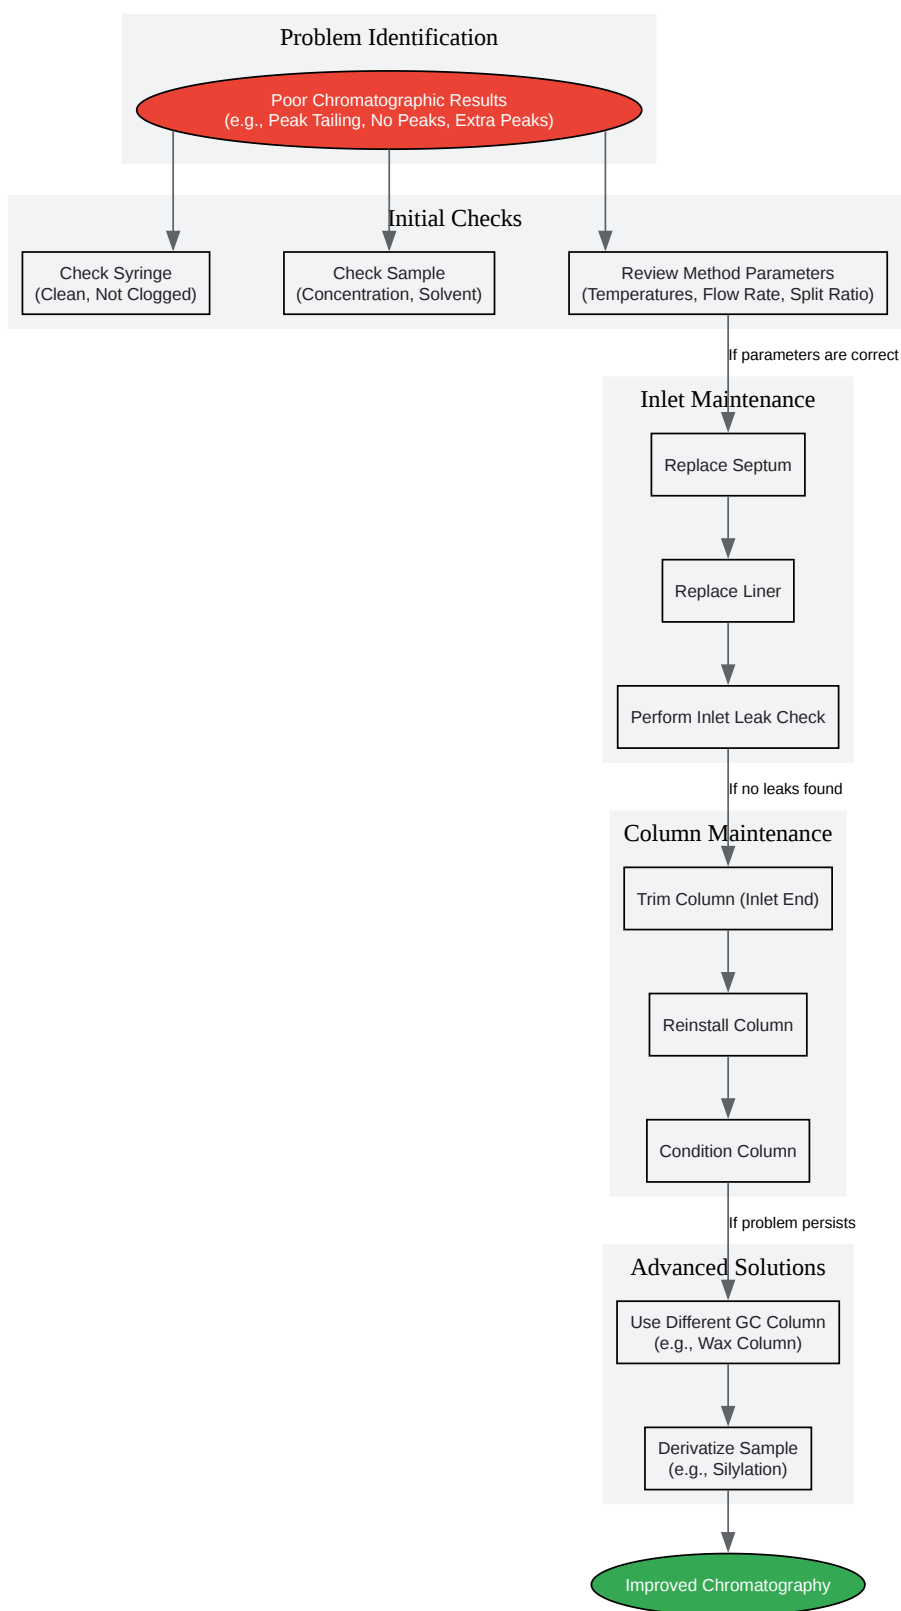 Problem Identification
Poor Chromatographic Results
(e.g., Peak Tailing, No Peaks, Extra Peaks)
Initial Checks
Check Syringe
(Clean, Not Clogged)
Check Sample
(Concentration, Solvent)
Review Method Parameters
(Temperatures, Flow Rate, Split Ratio)
If parameters are correct
Inlet Maintenance
Replace Septum
Replace Liner
Perform Inlet Leak Check
If no leaks found
Column Maintenance
Trim Column (Inlet End)
Reinstall Column
Condition Column
If problem persists
Advanced Solutions
Use Different GC Column
(e.g., Wax Column)
Derivatize Sample
(e.g., Silylation)
Improved Chromatography